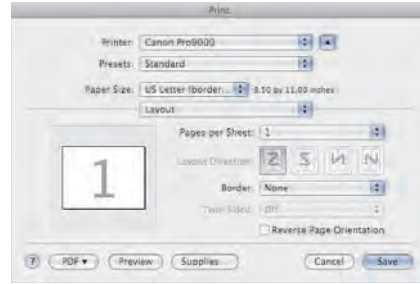 Print
Printer: Canon Pro9000
Presets: Standard
Paper Size: US Letter (border... 8.50 by 11.00 inches
Layout
Pages per Sheet: 1
Layout Direction:
Border: None
Two-Sided: Off
Reverse Page Orientation
1
? PDF▼ Preview Supplies... Cancel Save